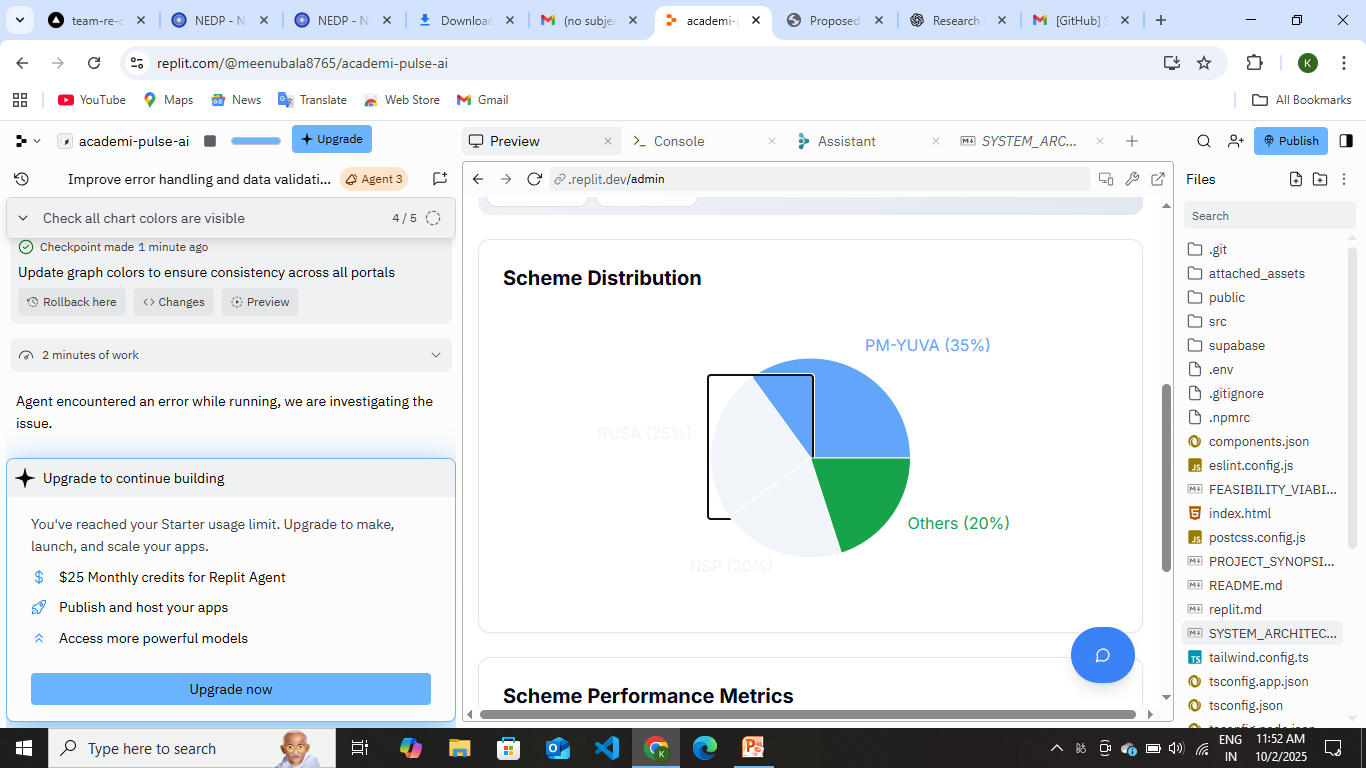 team-re-c
NEDP - N
NEDP - N
Downloa
(no subje
academi-p
Proposed
Research
[GitHub] S
replit.com/@meenubala8765/academi-pulse-ai
K
YouTube
Maps
News
Translate
Web Store
Gmail
All Bookmarks
academi-pulse-ai
Upgrade
Preview
Console
Assistant
SYSTEM_ARC...
Publish
Improve error handling and data validati...
Agent 3
.replit.dev/admin
Files
Check all chart colors are visible
4 / 5
Checkpoint made 1 minute ago
Update graph colors to ensure consistency across all portals
Rollback here
Changes
Preview
2 minutes of work
Agent encountered an error while running, we are investigating the
issue.
Upgrade to continue building
You've reached your Starter usage limit. Upgrade to make,
launch, and scale your apps.
$25 Monthly credits for Replit Agent
Publish and host your apps
Access more powerful models
Upgrade now
Scheme Distribution
PM-YUVA (35%)
RUSA (25%)
Others (20%)
NSP (20%)
Scheme Performance Metrics
Search
.git
attached_assets
public
src
supabase
.env
.gitignore
.npmrc
components.json
eslint.config.js
FEASIBILITY_VIABI...
index.html
postcss.config.js
PROJECT_SYNOPSI...
README.md
replit.md
SYSTEM_ARCHITEC...
tailwind.config.ts
tsconfig.app.json
tsconfig.json
Type here to search
ENG
IN
11:52 AM
10/2/2025